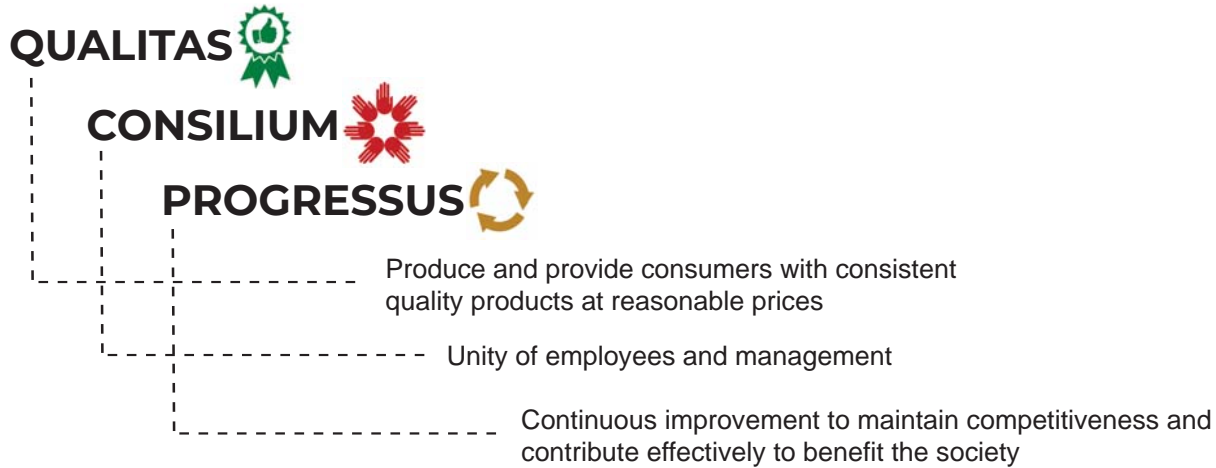 QUALITAS
CONSILIUM
PROGRESSUS
Produce and provide consumers with consistent
quality products at reasonable prices
Unity of employees and management
Continuous improvement to maintain competitiveness and
contribute effectively to benefit the society